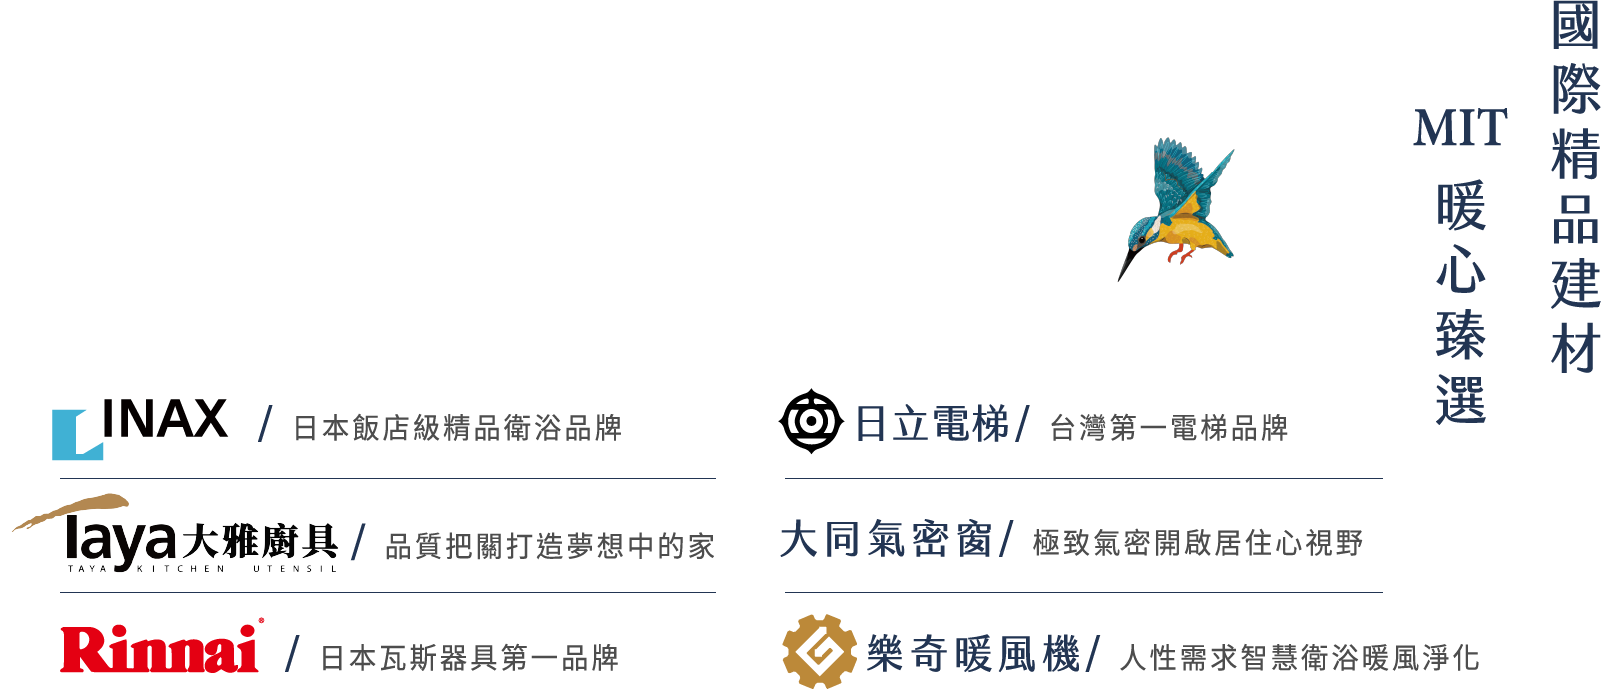 國際精品建材
MIT暖心臻選
INAX / 日本飯店級精品衛浴品牌
taya大雅廚具 / 品質把關打造夢想中的家
TAYA KITCHEN UTENSIL
Rinnai / 日本瓦斯器具第一品牌
日立電梯/ 台灣第一電梯品牌
大同氣密窗/ 極致氣密開啟居住心視野
樂奇暖風機/ 人性需求智慧衛浴暖風淨化